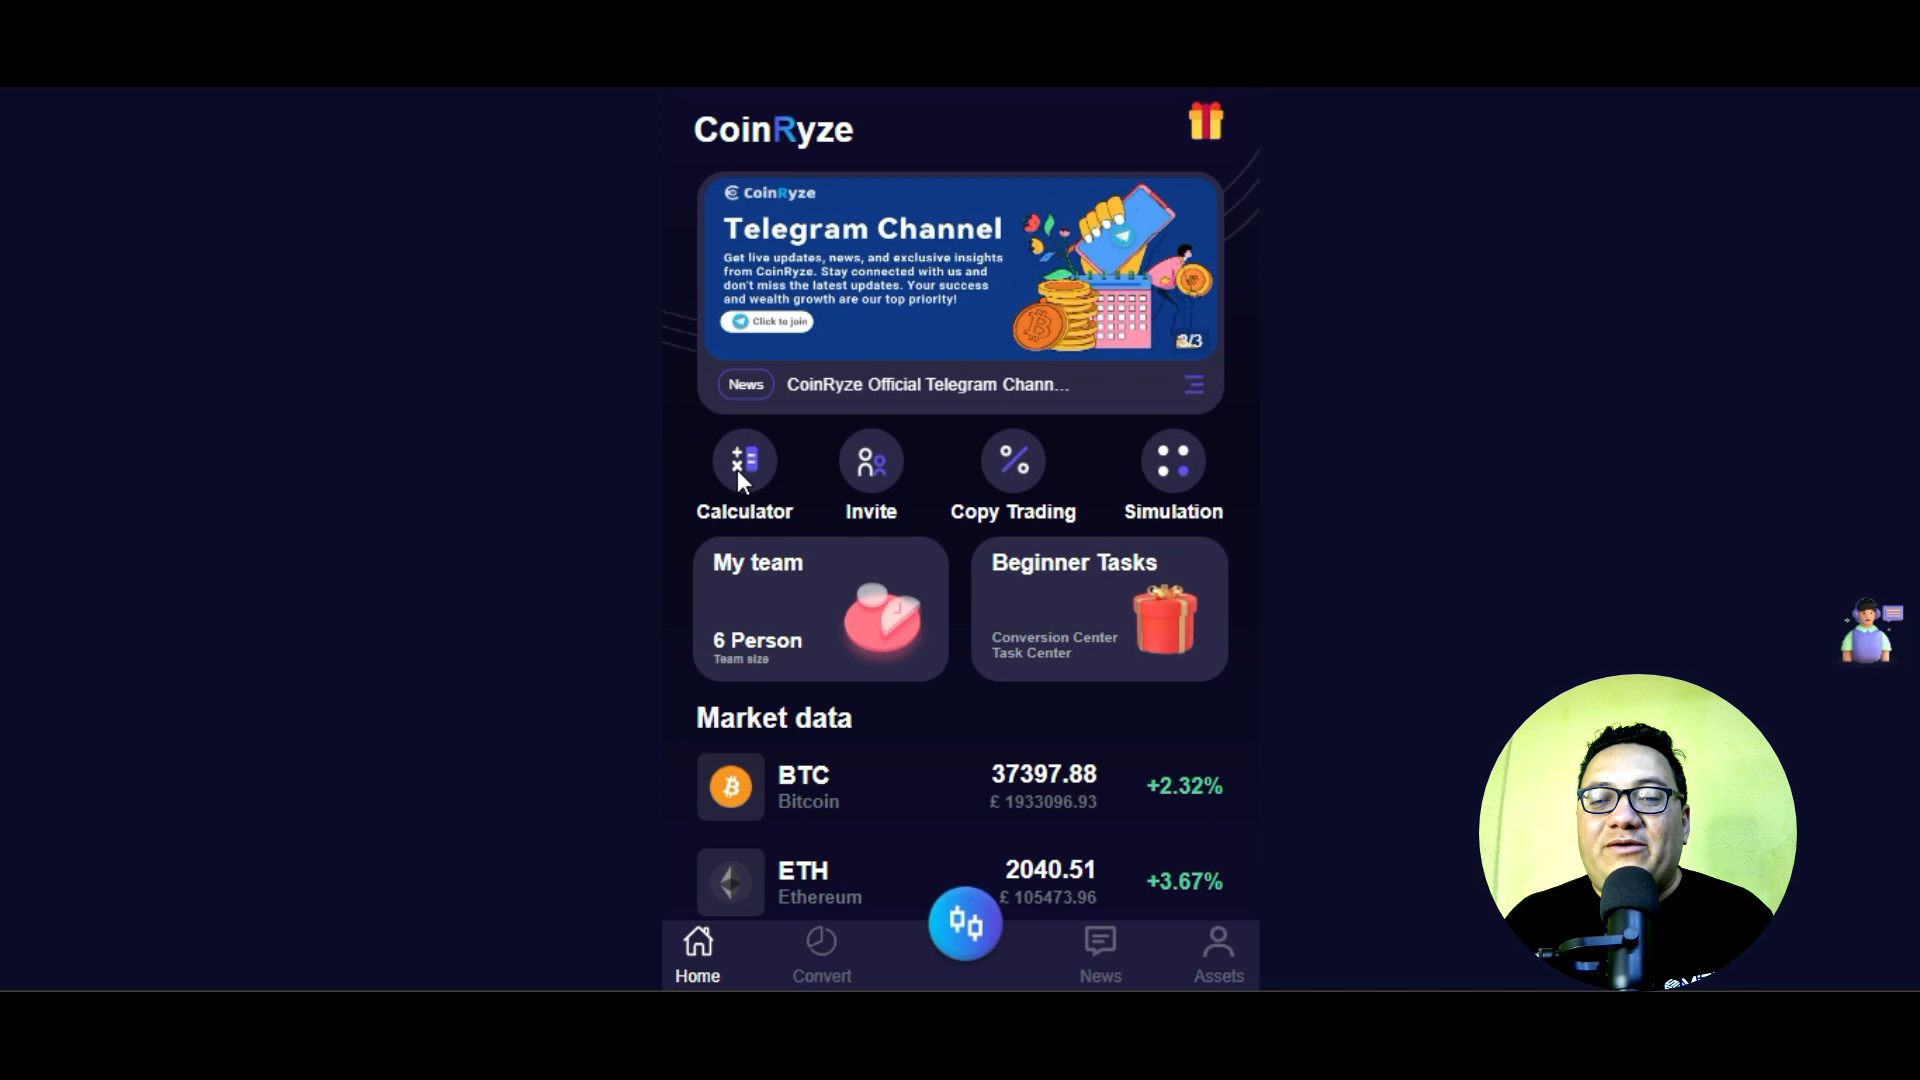 CoinRyze
CoinRyze
Telegram Channel
Get live updates, news, and exclusive insights
from CoinRyze. Stay connected with us and
don't miss the latest updates. Your success
and wealth growth are our top priority!
Click to join
3/3
News CoinRyze Official Telegram Chann...
Calculator Invite Copy Trading Simulation
My team
6 Person
Team size
Beginner Tasks
Conversion Center
Task Center
Market data
BTC 37397.88 +2.32%
Bitcoin £ 1933096.93
ETH 2040.51 +3.67%
Ethereum £ 105473.96
Home Convert News Assets